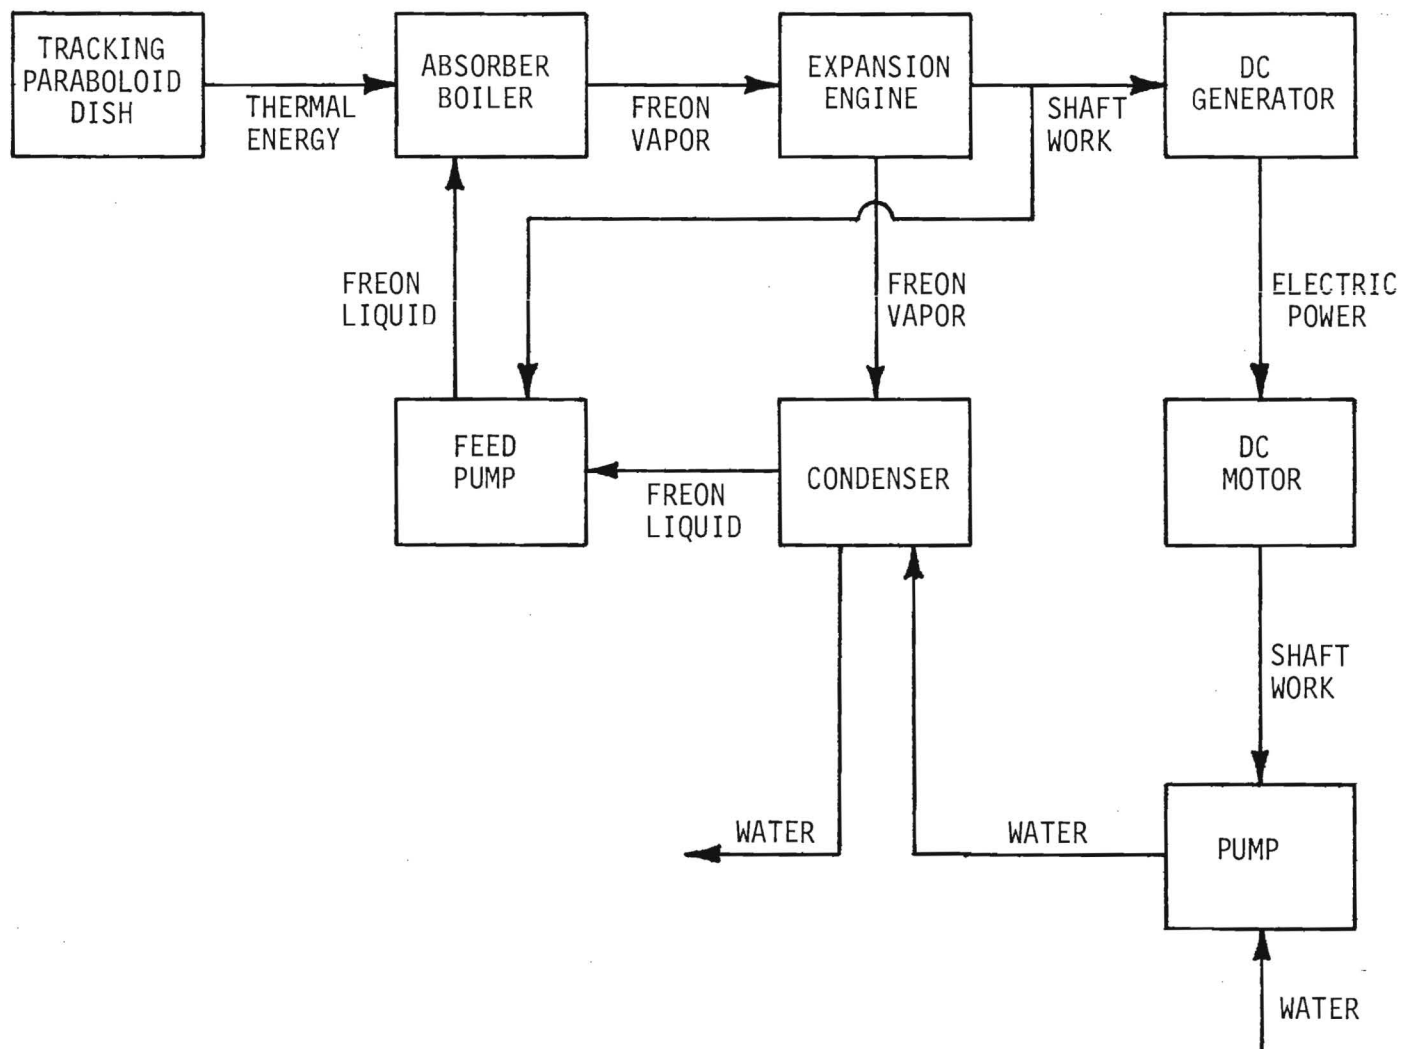 TRACKING
PARABOLOID
DISH
THERMAL
ENERGY
ABSORBER
BOILER
FREON
VAPOR
EXPANSION
ENGINE
SHAFT
WORK
DC
GENERATOR
FREON
LIQUID
FREON
VAPOR
ELECTRIC
POWER
FEED
PUMP
FREON
LIQUID
CONDENSER
DC
MOTOR
SHAFT
WORK
WATER
WATER
PUMP
WATER